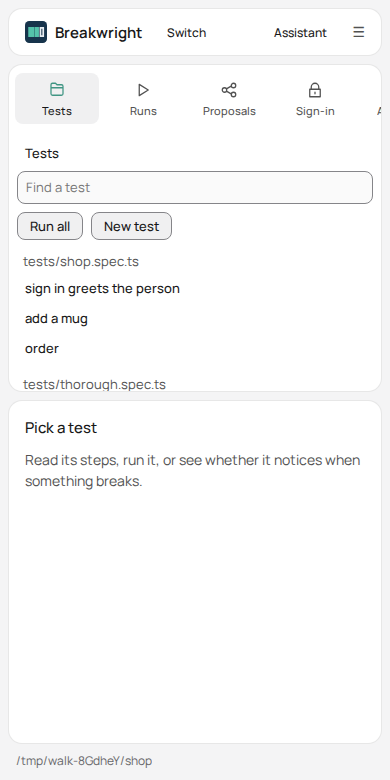 Breakwright Switch Assistant
Tests Runs Proposals Sign-in
Tests
Find a test
Run all New test
tests/shop.spec.ts
sign in greets the person
add a mug
order
tests/thorough.spec.ts
Pick a test
Read its steps, run it, or see whether it notices when
something breaks.
/tmp/walk-8GdheY/shop